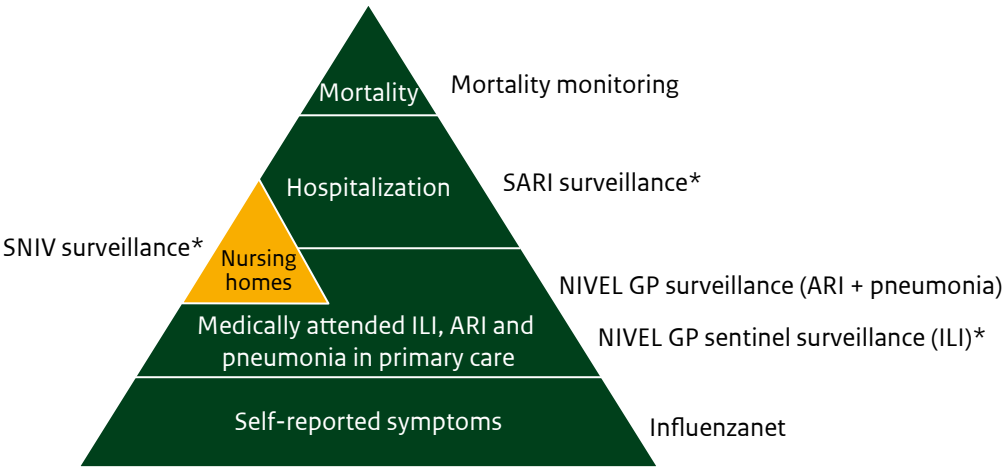 Mortality
Mortality monitoring
Hospitalization
SARI surveillance*
SNIV surveillance*
Nursing
homes
NIVEL GP surveillance (ARI + pneumonia)
Medically attended ILI, ARI and
pneumonia in primary care
NIVEL GP sentinel surveillance (ILI)*
Self-reported symptoms
Influenzanet